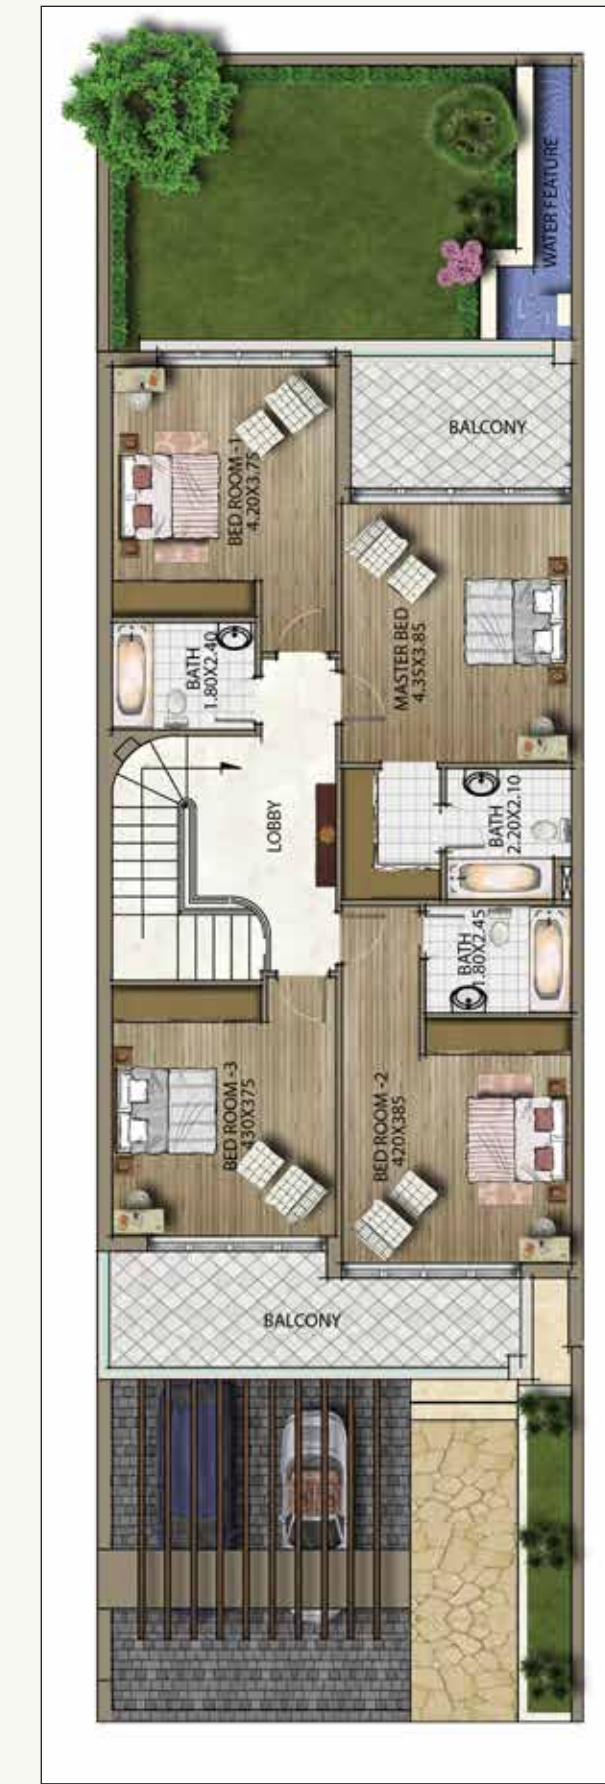 WATER FEATURE
BALCONY
BED ROOM -1
4.20X3.75
MASTER BED
4.35X3.85
BATH
1.80X2.40
LOBBY
BATH
2.20X2.10
BATH
1.80X2.45
BED ROOM -3
430X375
BED ROOM -2
420X385
BALCONY